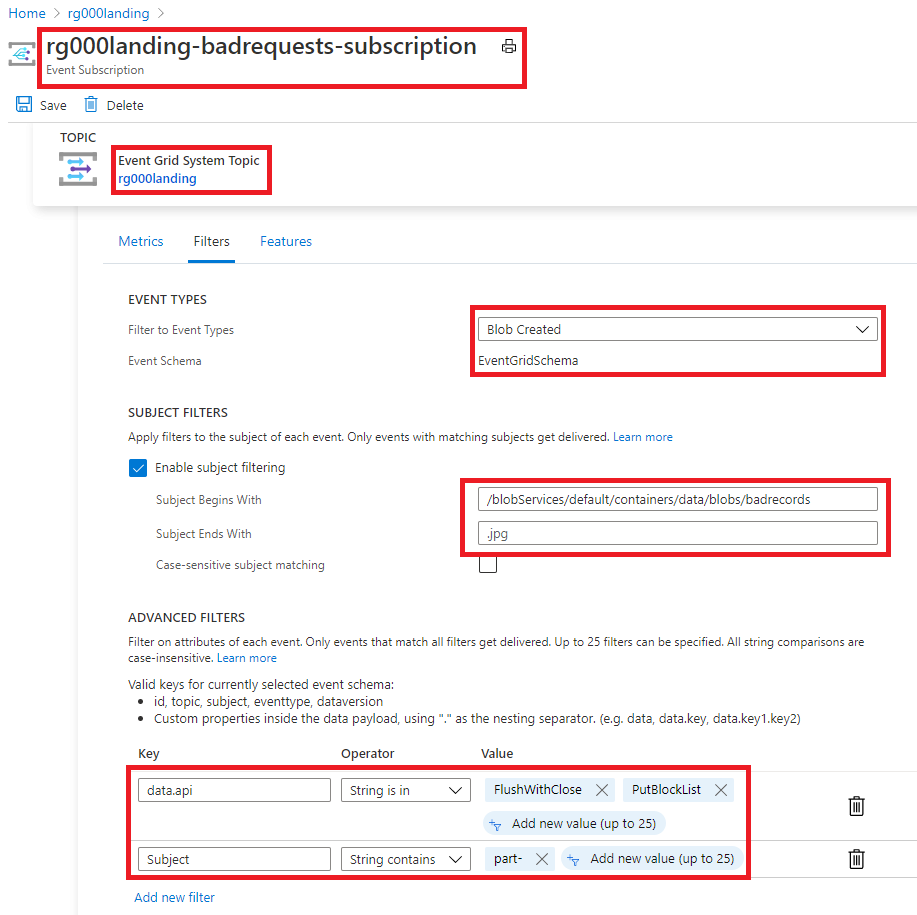 Home > rg000landing >
rg000landing-badrequests-subscription
Event Subscription
Save Delete
TOPIC
Event Grid System Topic
rg000landing
Metrics Filters Features
EVENT TYPES
Filter to Event Types Blob Created
Event Schema EventGridSchema
SUBJECT FILTERS
Apply filters to the subject of each event. Only events with matching subjects get delivered. Learn more
Enable subject filtering
Subject Begins With /blobServices/default/containers/data/blobs/badrecords
Subject Ends With .jpg
Case-sensitive subject matching
ADVANCED FILTERS
Filter on attributes of each event. Only events that match all filters get delivered. Up to 25 filters can be specified. All string comparisons are
case-insensitive. Learn more
Valid keys for currently selected event schema:
• id, topic, subject, eventtype, dataversion
• Custom properties inside the data payload, using "." as the nesting separator. (e.g. data, data.key, data.key1.key2)
Key Operator Value
data.api String is in FlushWithClose PutBlockList
Add new value (up to 25)
Subject String contains part- Add new value (up to 25)
Add new filter